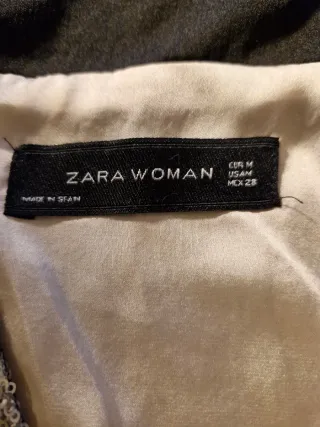 ZARA WOMAN
EUR M
USA M
MEX 28
MADE IN SPAIN